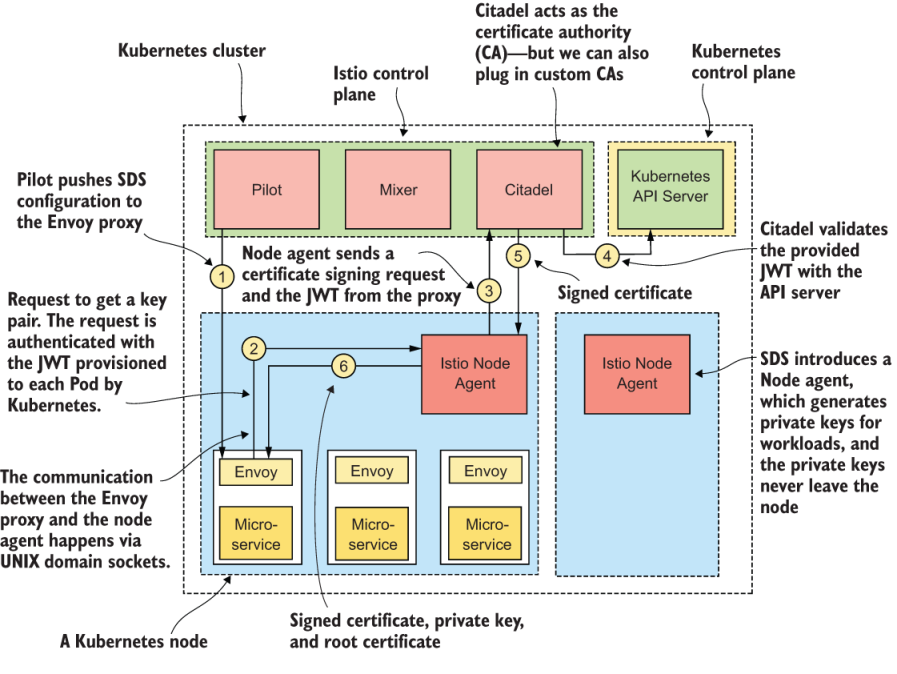 Citadel acts as the
certificate authority
(CA)—but we can also
plug in custom CAs
Kubernetes cluster
Istio control
plane
Kubernetes
control plane
Pilot
Mixer
Citadel
Kubernetes
API Server
Pilot pushes SDS
configuration to
the Envoy proxy
1
Node agent sends a
certificate signing request
and the JWT from the proxy
3
5
4
Signed certificate
Citadel validates
the provided
JWT with the
API server
Request to get a key
pair. The request is
authenticated with
the JWT provisioned
to each Pod by
Kubernetes.
2
6
Istio Node
Agent
Istio Node
Agent
SDS introduces a
Node agent,
which generates
private keys for
workloads, and
the private keys
never leave the
node
The communication
between the Envoy
proxy and the node
agent happens via
UNIX domain sockets.
Envoy
Micro-
service
Envoy
Micro-
service
Envoy
Micro-
service
A Kubernetes node
Signed certificate, private key,
and root certificate